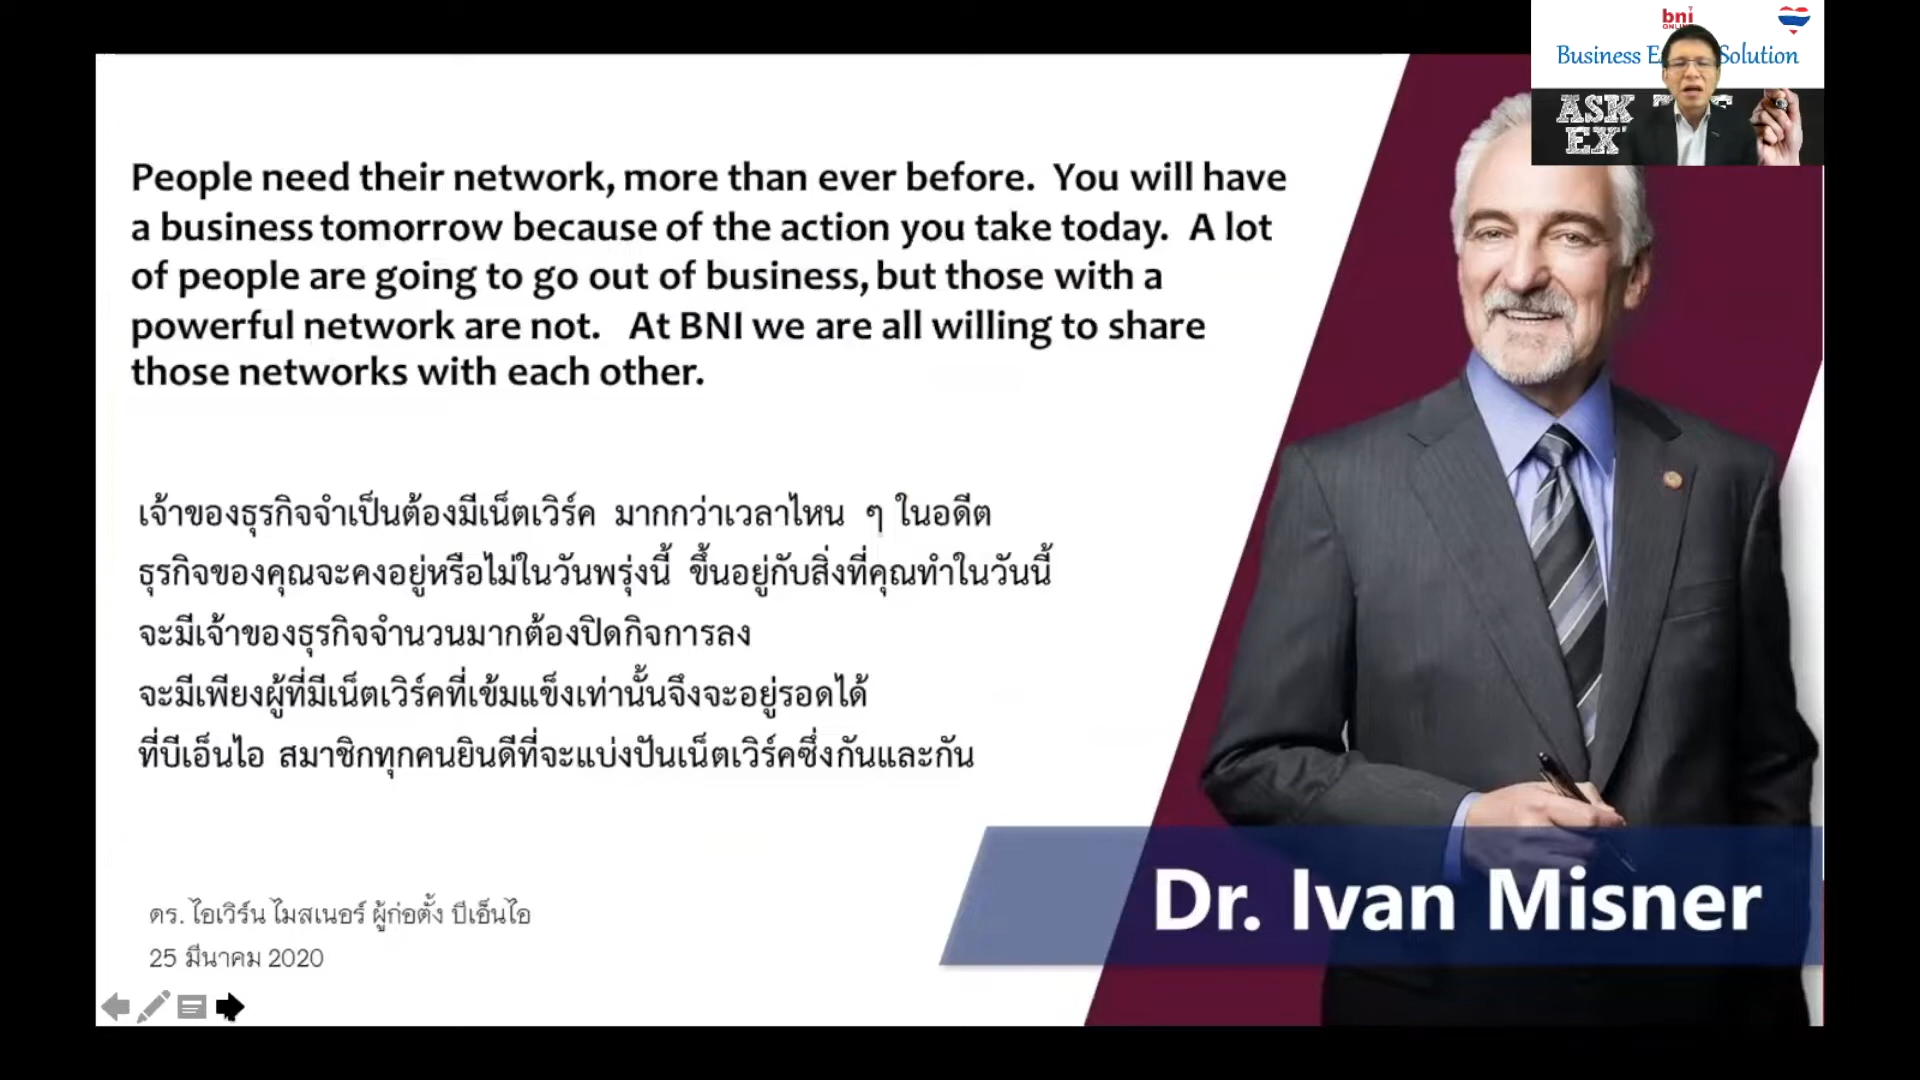 bni
Business E Solution
ASK
EX
People need their network, more than ever before. You will have
a business tomorrow because of the action you take today. A lot
of people are going to go out of business, but those with a
powerful network are not. At BNI we are all willing to share
those networks with each other.
เจ้าของธุรกิจจำเป็นต้องมีเน็ตเวิร์ค มากกว่าเวลาไหน ๆ ในอดีต
ธุรกิจของคุณจะคงอยู่หรือไม่ในวันพรุ่งนี้ ขึ้นอยู่กับสิ่งที่คุณทำในวันนี้
จะมีเจ้าของธุรกิจจำนวนมากต้องปิดกิจการลง
จะมีเพียงผู้ที่มีเน็ตเวิร์คที่เข้มแข็งเท่านั้นจึงจะอยู่รอดได้
ที่บีเอ็นไอ สมาชิกทุกคนยินดีที่จะแบ่งปันเน็ตเวิร์คซึ่งกันและกัน
Dr. Ivan Misner
ดร. ไอเวิร์น ไมสเนอร์ ผู้ก่อตั้ง บีเอ็นไอ
25 มีนาคม 2020